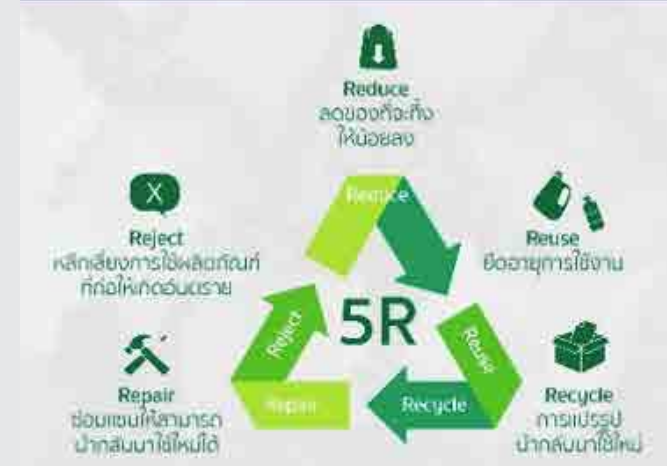 Reduce
ลดของที่จะทิ้ง
ให้น้อยลง
X
Reject
หลีกเลี่ยงการใช้ผลิตภัณฑ์
ที่ก่อให้เกิดอันตราย
Reuse
ยืดอายุการใช้งาน
Reduce
5R
Reject
Reuse
Repair
Recycle
Repair
ซ่อมแซมให้สามารถ
นำกลับมาใช้ใหม่ได้
Recycle
การแปรรูป
นำกลับมาใช้ใหม่